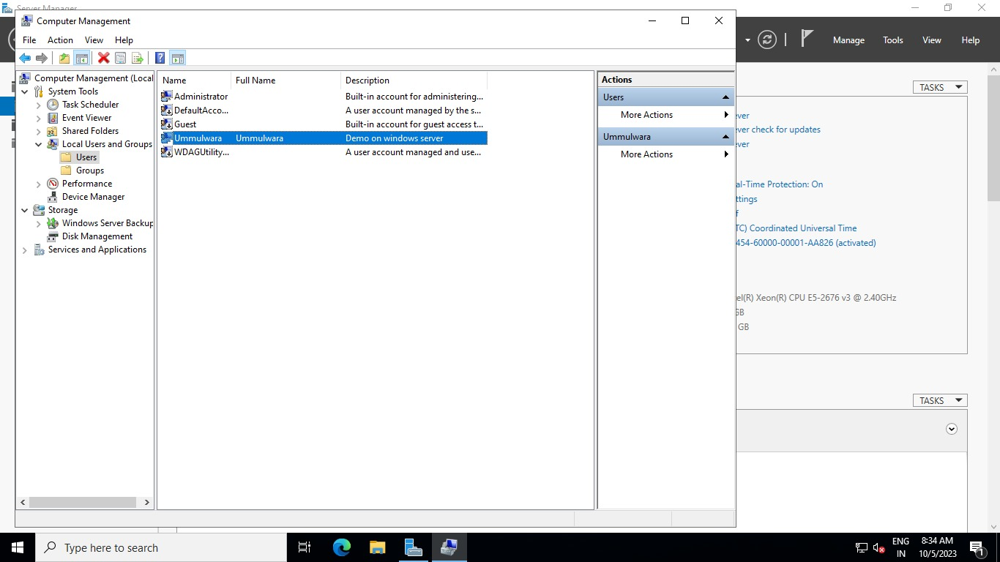 Server Manager
Computer Management
File Action View Help
Manage Tools View Help
Computer Management (Local
System Tools
Task Scheduler
Event Viewer
Shared Folders
Local Users and Groups
Users
Groups
Performance
Device Manager
Storage
Windows Server Backup
Disk Management
Services and Applications
Name Full Name Description
Administrator Built-in account for administering...
DefaultAcco... A user account managed by the s...
Guest Built-in account for guest access t...
Ummulwara Ummulwara Demo on windows server
WDAGUtility... A user account managed and use...
Actions
Users
More Actions
Ummulwara
More Actions
TASKS
ver
ver check for updates
ver
al-Time Protection: On
ttings
f
TC) Coordinated Universal Time
454-60000-00001-AA826 (activated)
el(R) Xeon(R) CPU E5-2676 v3 @ 2.40GHz
GB
GB
TASKS
Type here to search
ENG
IN
8:34 AM
10/5/2023
1